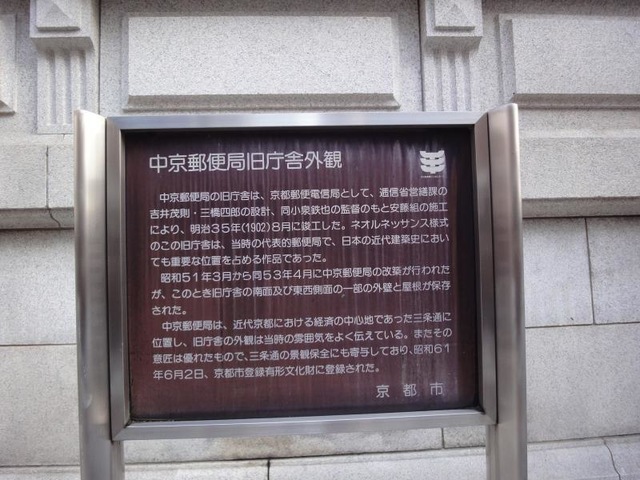 中京郵便局旧庁舎外観
中京郵便局の旧庁舎は、京都郵便電信局として、逓信省営繕課の
吉井茂則・三橋四郎の設計、同小泉鉄也の監督のもと安藤組の施工
により、明治35年(1902)8月に竣工した。ネオルネッサンス様式
のこの旧庁舎は、当時の代表的郵便局で、日本の近代建築史におい
ても重要な位置を占める作品であった。
昭和51年3月から同53年4月に中京郵便局の改築が行われた
が、このとき旧庁舎の南面及び東西側面の一部の外壁と屋根が保存
された。
中京郵便局は、近代京都における経済の中心地であった三条通に
位置し、旧庁舎の外観は当時の雰囲気をよく伝えている。またその
意匠は優れたもので、三条通の景観保全にも寄与しており、昭和61
年6月2日、京都市登録有形文化財に登録された。
京都市